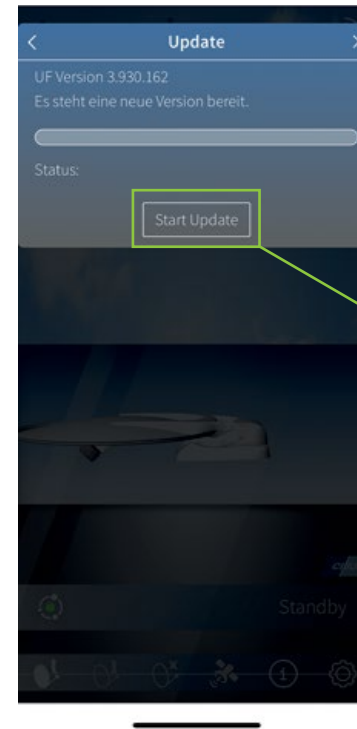 Update
UF Version 3.930.162
Es steht eine neue Version bereit.
Status:
Start Update
Standby